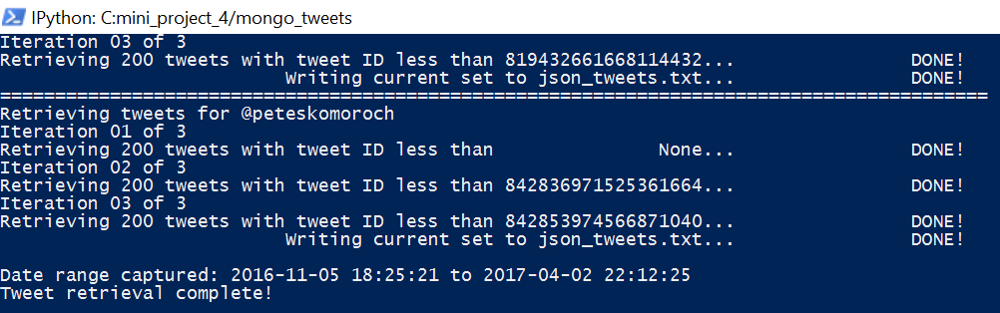 IPython: C:mini_project_4/mongo_tweets
Iteration 03 of 3
Retrieving 200 tweets with tweet ID less than 819432661668114432... DONE!
Writing current set to json_tweets.txt... DONE!
==========================================================================================
Retrieving tweets for @peteskomoroch
Iteration 01 of 3
Retrieving 200 tweets with tweet ID less than None... DONE!
Iteration 02 of 3
Retrieving 200 tweets with tweet ID less than 842836971525361664... DONE!
Iteration 03 of 3
Retrieving 200 tweets with tweet ID less than 842853974566871040... DONE!
Writing current set to json_tweets.txt... DONE!
Date range captured: 2016-11-05 18:25:21 to 2017-04-02 22:12:25
Tweet retrieval complete!